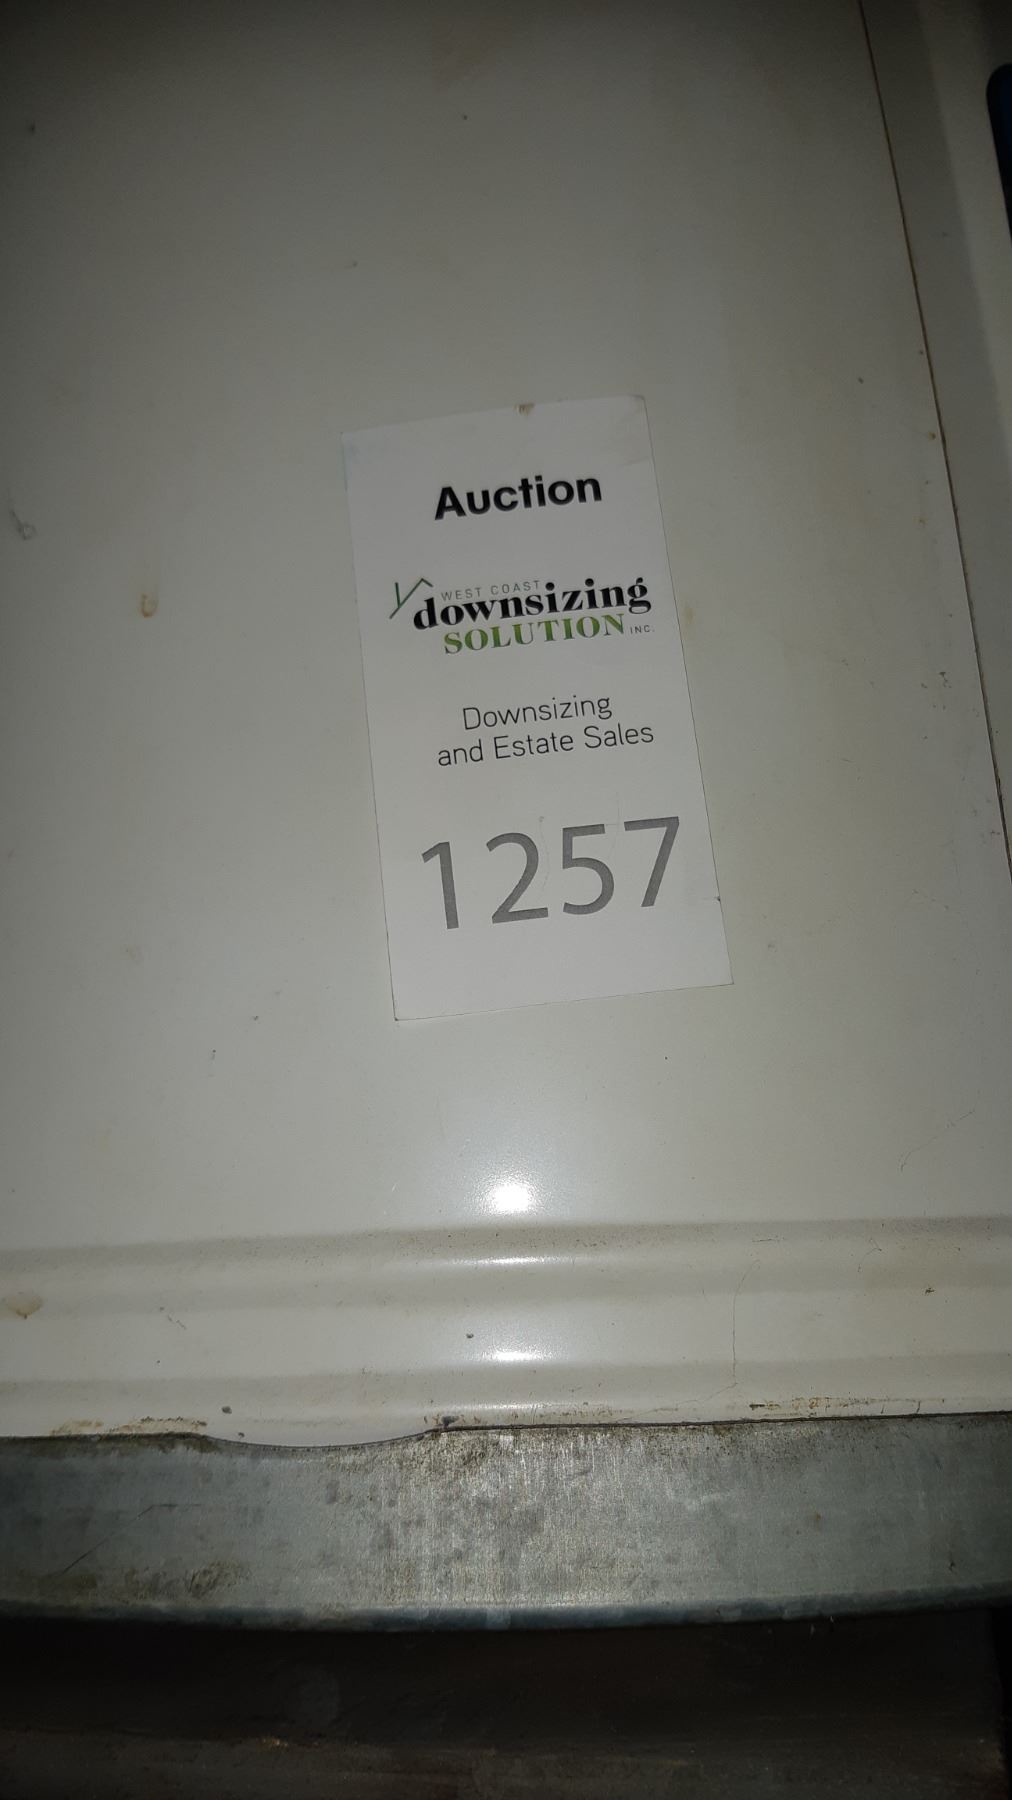 Auction
WEST COAST
downsizing
SOLUTION INC.
Downsizing
and Estate Sales
1257